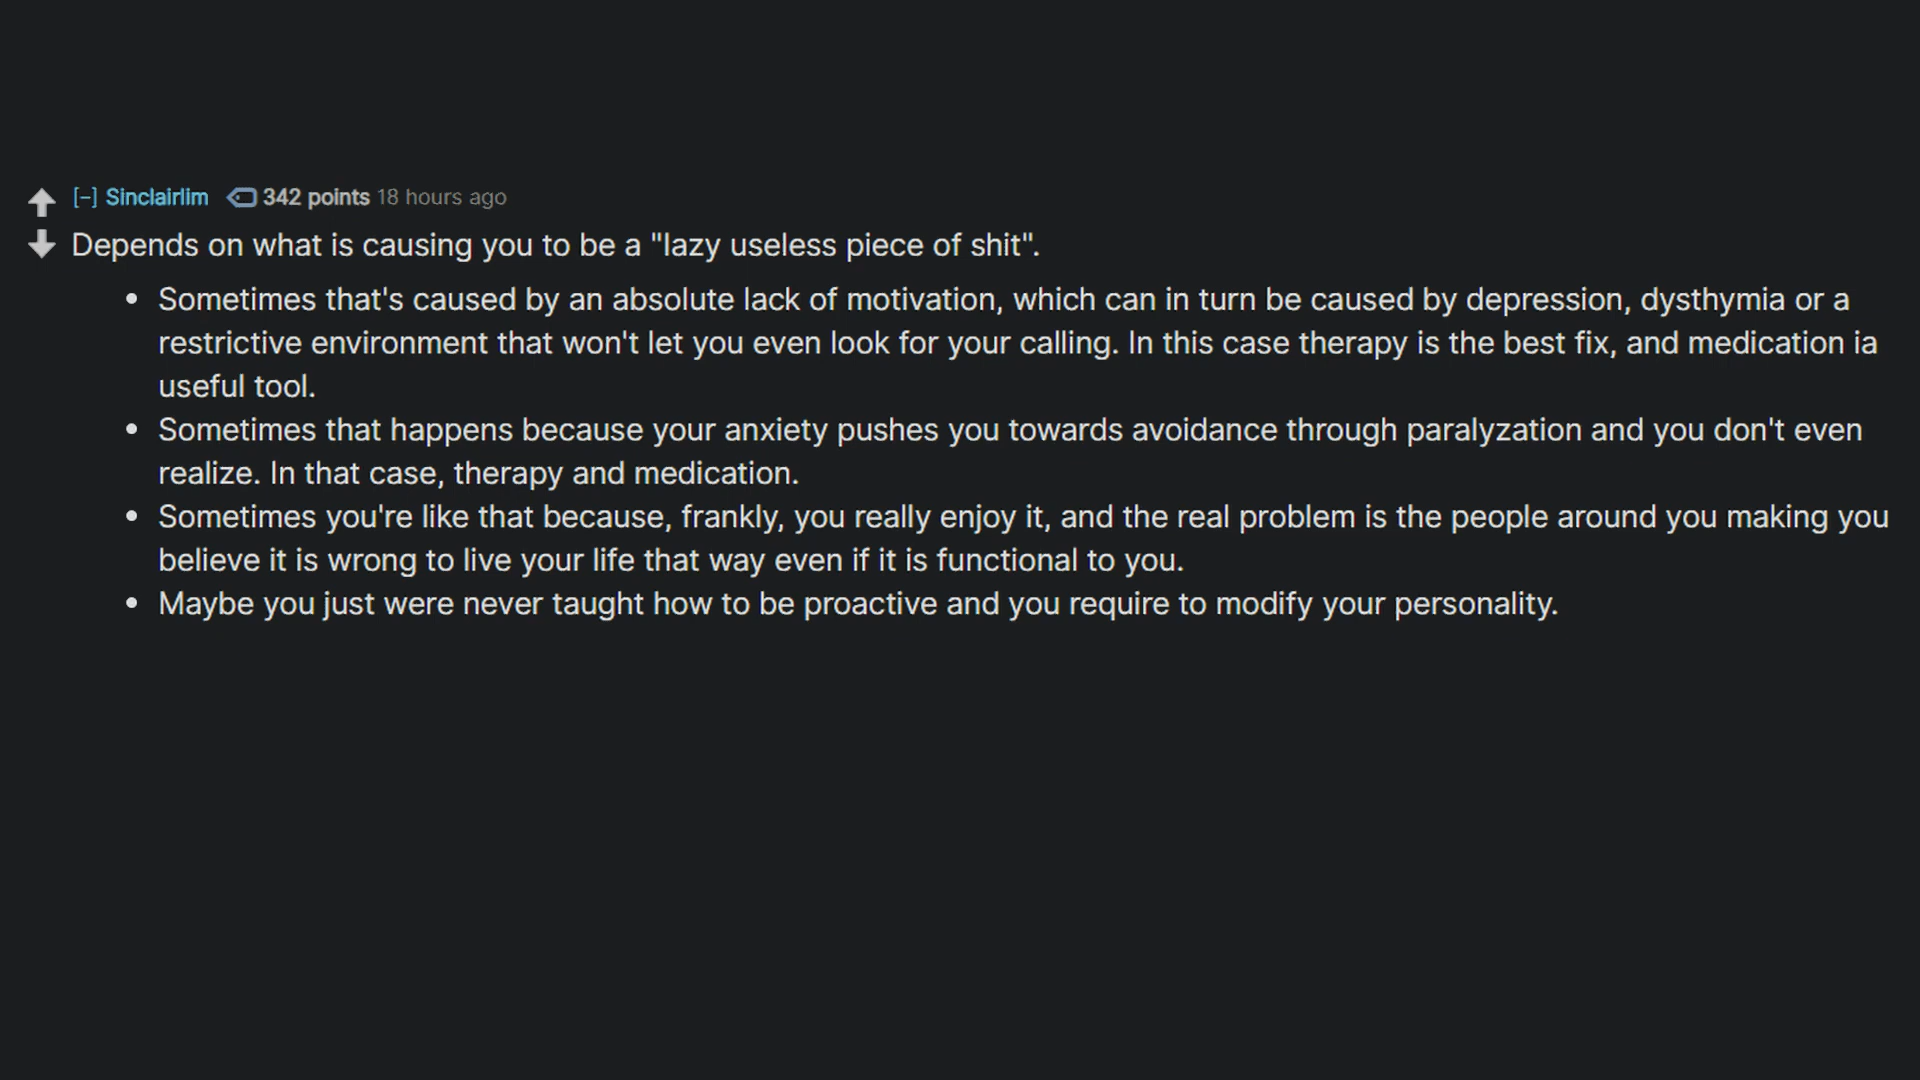 [–] Sinclairlim 342 points 18 hours ago
Depends on what is causing you to be a "lazy useless piece of shit".
• Sometimes that's caused by an absolute lack of motivation, which can in turn be caused by depression, dysthymia or a
restrictive environment that won't let you even look for your calling. In this case therapy is the best fix, and medication ia
useful tool.
• Sometimes that happens because your anxiety pushes you towards avoidance through paralyzation and you don't even
realize. In that case, therapy and medication.
• Sometimes you're like that because, frankly, you really enjoy it, and the real problem is the people around you making you
believe it is wrong to live your life that way even if it is functional to you.
• Maybe you just were never taught how to be proactive and you require to modify your personality.